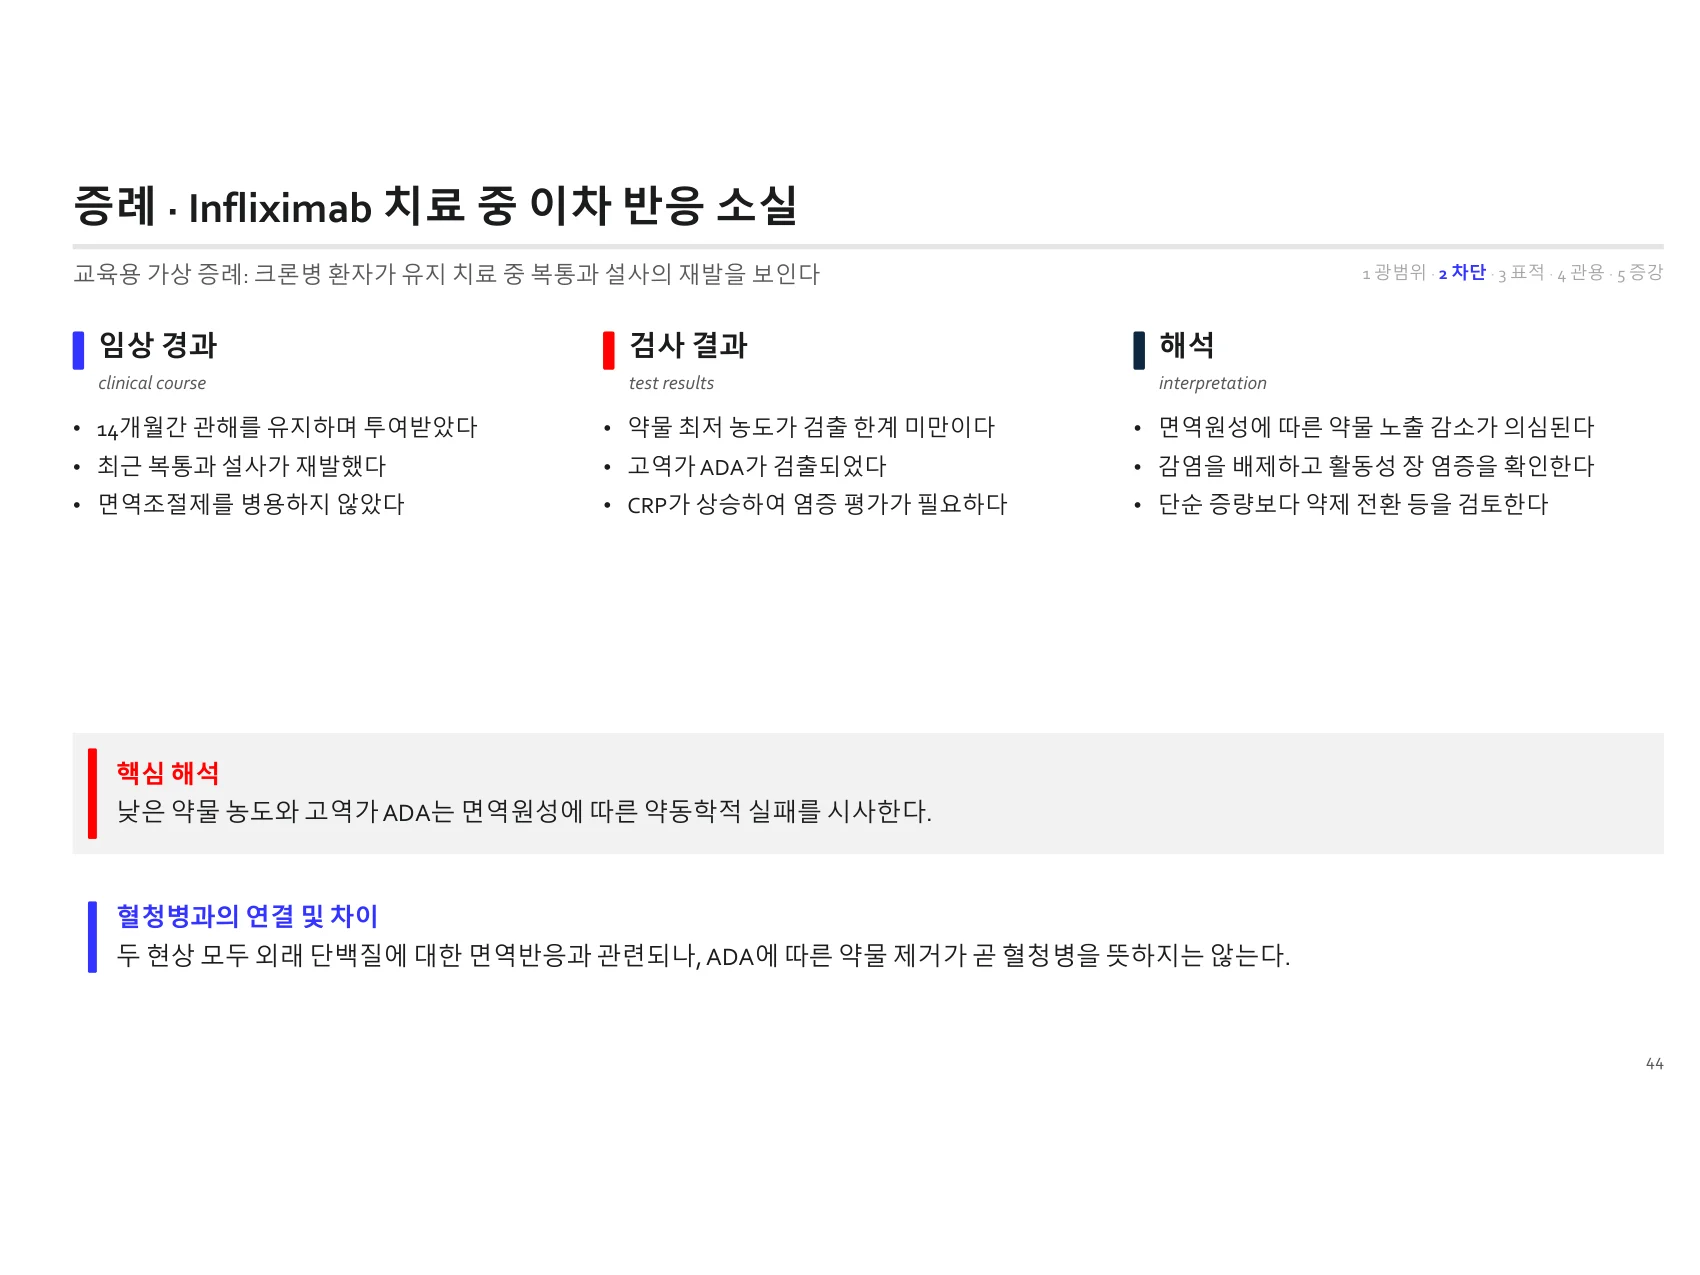 증례 · Infliximab 치료 중 이차 반응 소실
교육용 가상 증례: 크론병 환자가 유지 치료 중 복통과 설사의 재발을 보인다
1 광범위 · 2 차단 · 3 표적 · 4 관용 · 5 증강
임상 경과
clinical course
• 14개월간 관해를 유지하며 투여받았다
• 최근 복통과 설사가 재발했다
• 면역조절제를 병용하지 않았다
검사 결과
test results
• 약물 최저 농도가 검출 한계 미만이다
• 고역가 ADA가 검출되었다
• CRP가 상승하여 염증 평가가 필요하다
해석
interpretation
• 면역원성에 따른 약물 노출 감소가 의심된다
• 감염을 배제하고 활동성 장 염증을 확인한다
• 단순 증량보다 약제 전환 등을 검토한다
핵심 해석
낮은 약물 농도와 고역가 ADA는 면역원성에 따른 약동학적 실패를 시사한다.
혈청병과의 연결 및 차이
두 현상 모두 외래 단백질에 대한 면역반응과 관련되나, ADA에 따른 약물 제거가 곧 혈청병을 뜻하지는 않는다.
44